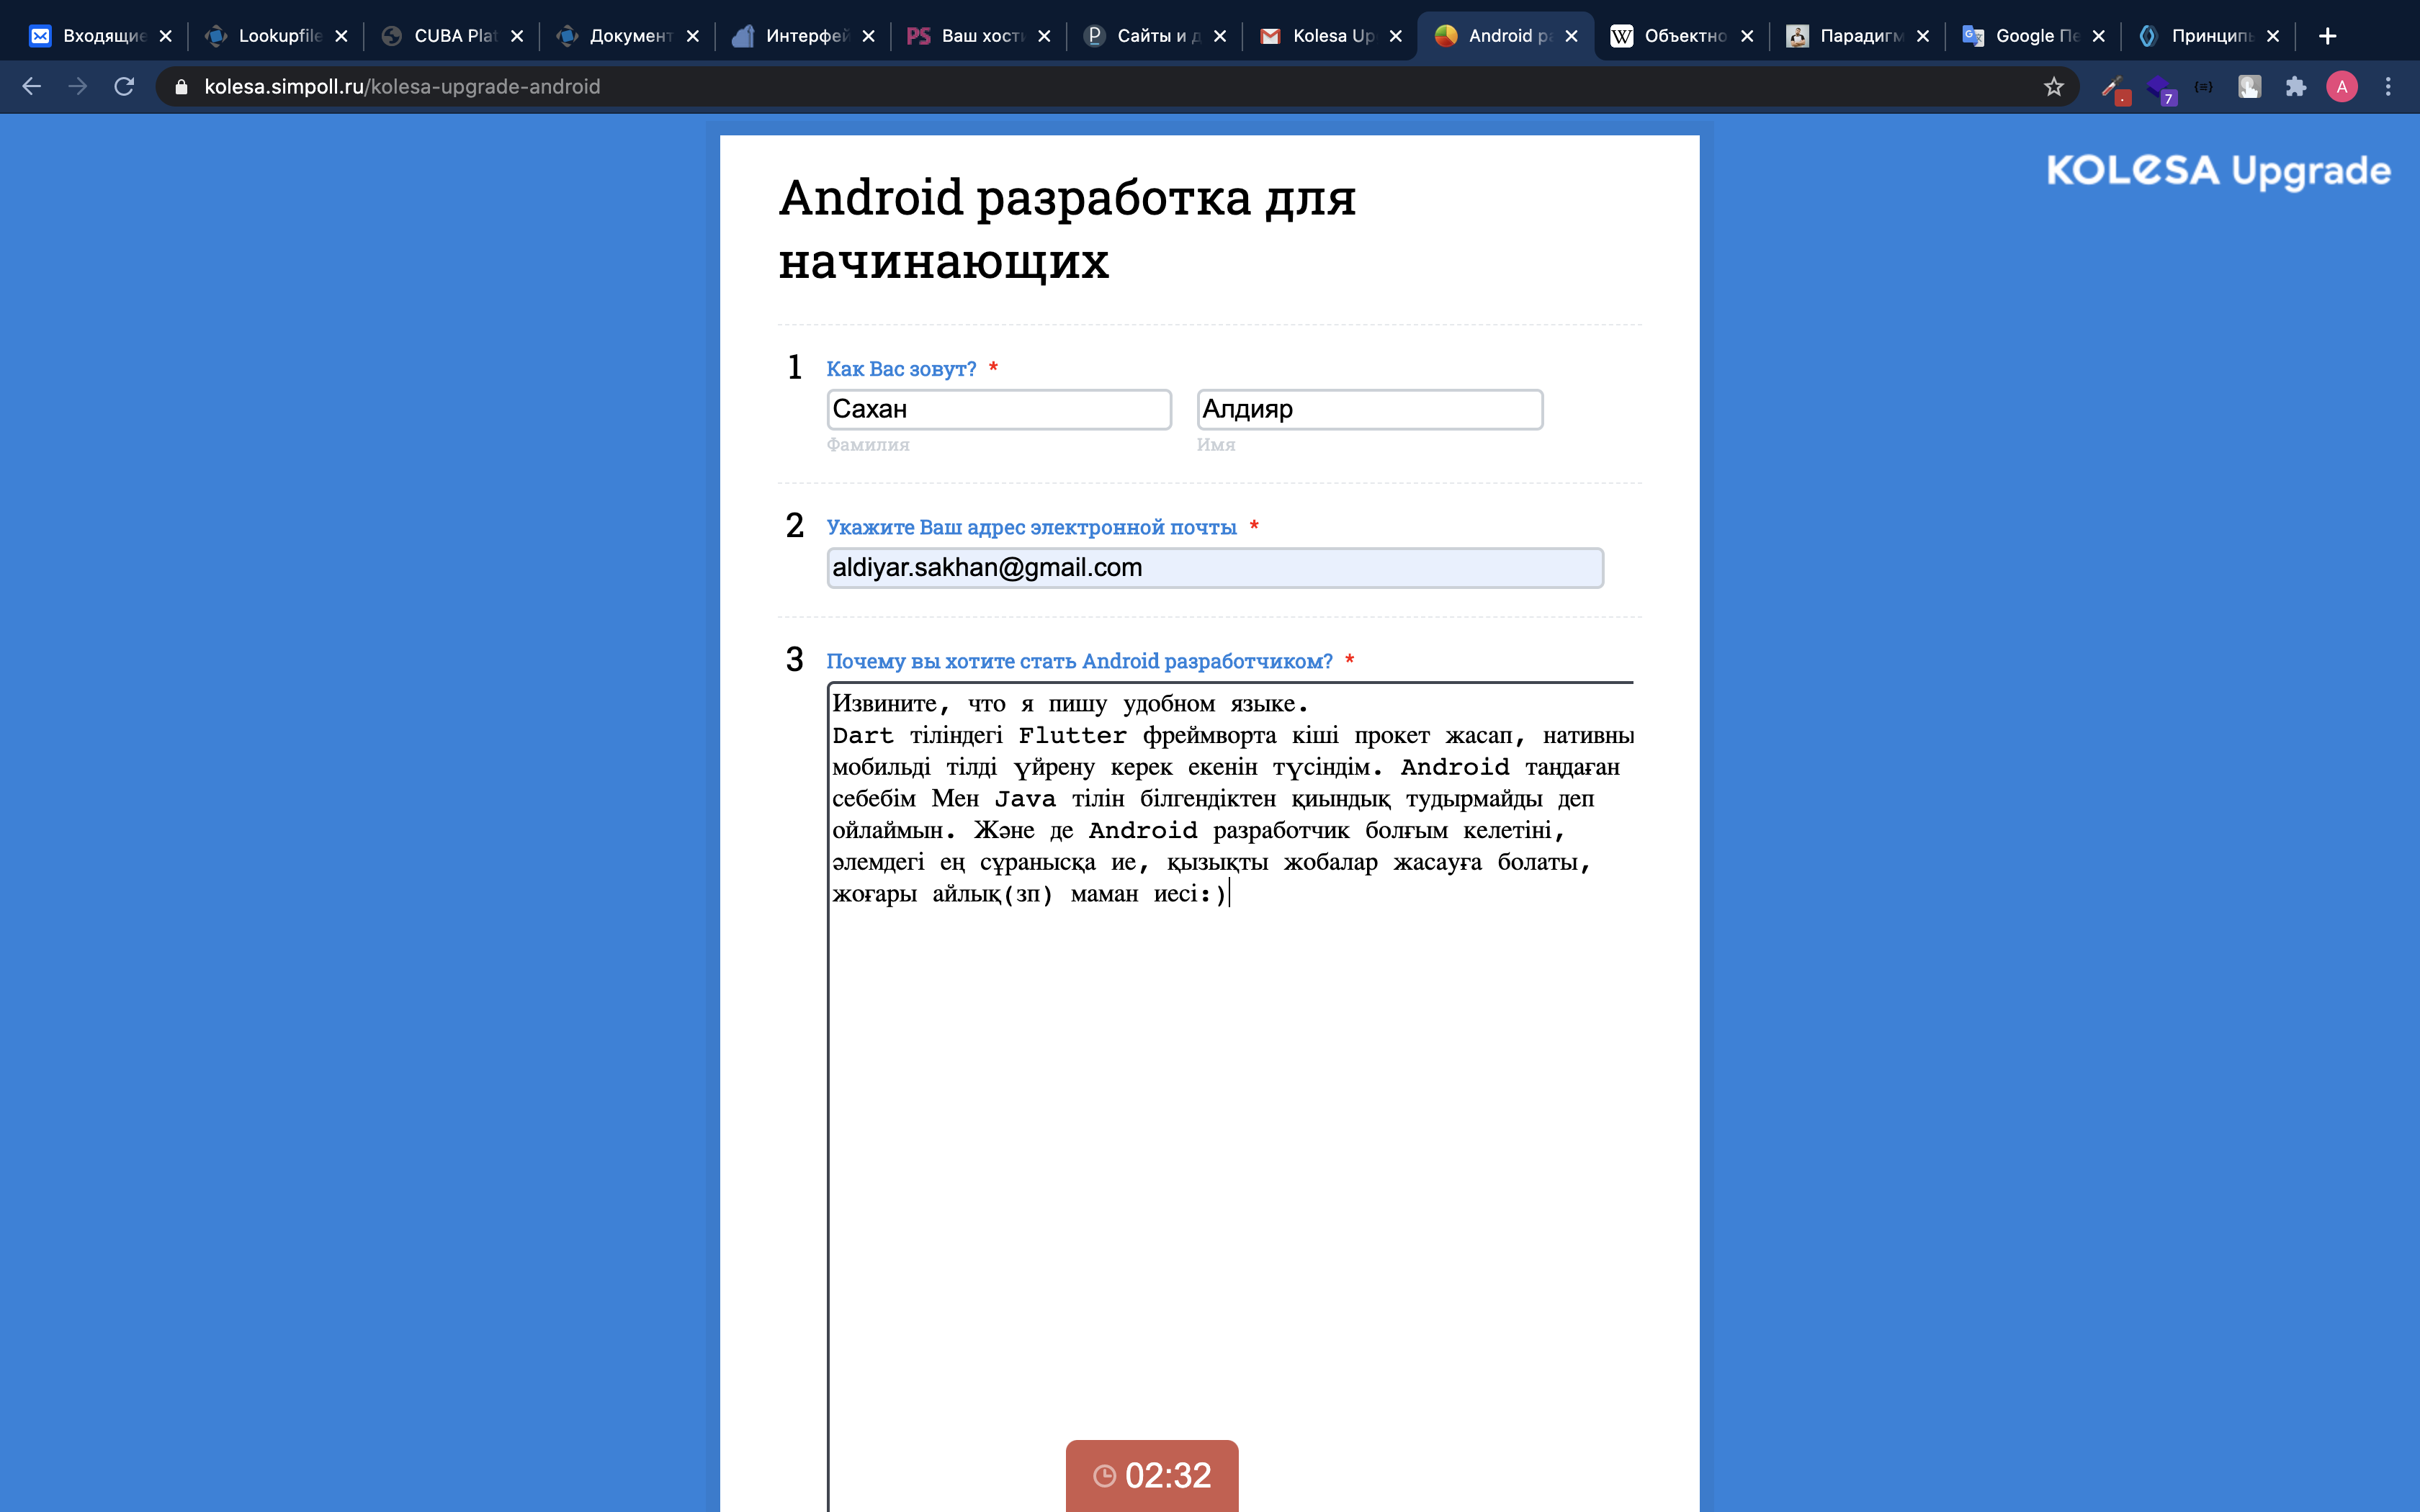 Входящие
Lookupfile
CUBA Plat
Документ
Интерфей
PS Ваш хости
Сайты и д
Kolesa Up
Android ра
W Объектно
Парадигм
Google Пе
Принципы
kolesa.simpoll.ru/kolesa-upgrade-android
7
A
KOLESA Upgrade
Android разработка для
начинающих
1 Как Вас зовут? *
Сахан Алдияр
Фамилия Имя
2 Укажите Ваш адрес электронной почты *
aldiyar.sakhan@gmail.com
3 Почему вы хотите стать Android разработчиком? *
Извините, что я пишу удобном языке.
Dart тіліндегі Flutter фреймворта кіші прокет жасап, нативны
мобильді тілді үйрену керек екенін түсіндім. Android таңдаған
себебім Мен Java тілін білгендіктен қиындық тудырмайды деп
ойлаймын. Және де Android разработчик болғым келетіні,
әлемдегі ең сұранысқа ие, қызықты жобалар жасауға болаты,
жоғары айлық(зп) маман иесі:)
02:32